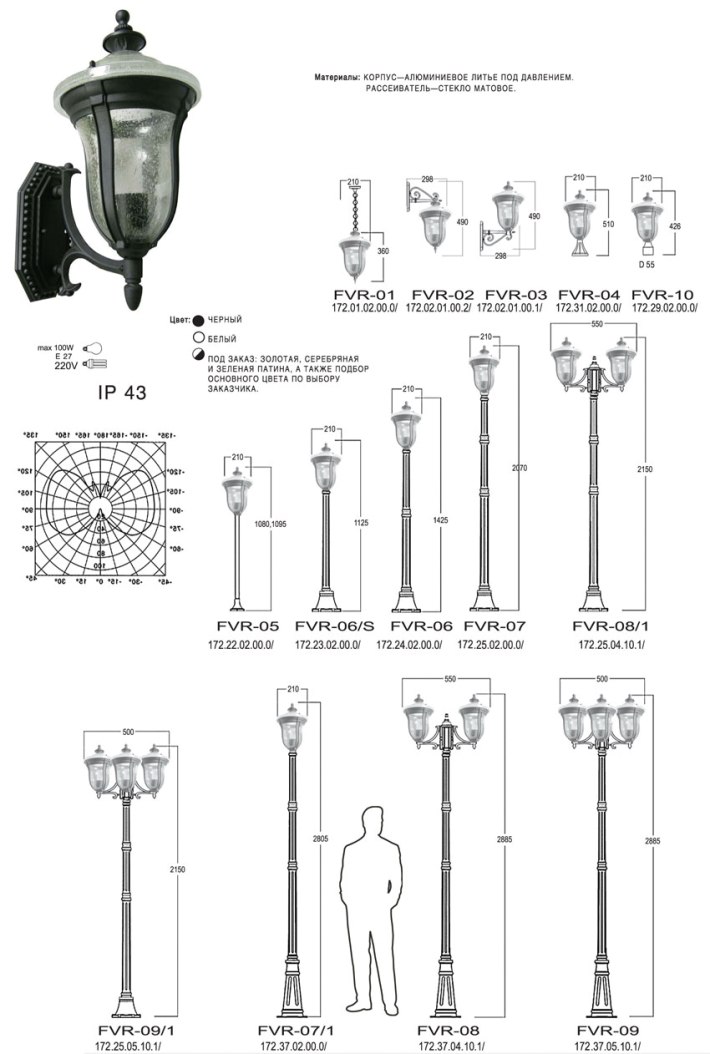 Материалы: КОРПУС—АЛЮМИНИЕВОЕ ЛИТЬЕ ПОД ДАВЛЕНИЕМ.
РАССЕИВАТЕЛЬ—СТЕКЛО МАТОВОЕ.
210
360
FVR-01
172.01.02.00.0/
298
490
FVR-02
172.02.01.00.2/
490
298
FVR-03
172.02.01.00.1/
210
510
FVR-04
172.31.02.00.0/
210
426
D 55
FVR-10
172.29.02.00.0/
Цвет: ЧЕРНЫЙ
БЕЛЫЙ
ПОД ЗАКАЗ: ЗОЛОТАЯ, СЕРЕБРЯНАЯ
И ЗЕЛЕНАЯ ПАТИНА, А ТАКЖЕ ПОДБОР
ОСНОВНОГО ЦВЕТА ПО ВЫБОРУ
ЗАКАЗЧИКА.
max 100W
E 27
220V
IP 43
135° 150° 165° 180° -165° -150° -135°
120° -120°
105° -105°
90° -90°
75° -75°
60° -60°
45° 30° 15° 0° -15° -30° -45°
40
60
80
100
210
1080,1095
FVR-05
172.22.02.00.0/
210
1125
FVR-06/S
172.23.02.00.0/
210
1425
FVR-06
172.24.02.00.0/
210
2070
FVR-07
172.25.02.00.0/
550
2150
FVR-08/1
172.25.04.10.1/
500
2150
FVR-09/1
172.25.05.10.1/
210
2805
FVR-07/1
172.37.02.00.0/
550
2885
FVR-08
172.37.04.10.1/
500
2885
FVR-09
172.37.05.10.1/